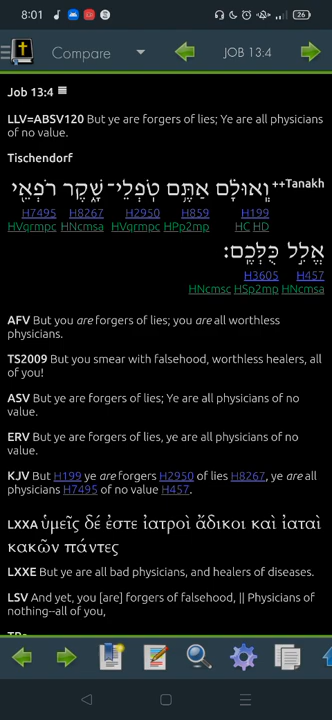 8:01
26
Compare
JOB 13:4
Job 13:4
LLV=ABSV120 But ye are forgers of lies; Ye are all physicians
of no value.
Tischendorf
++Tanakh וְֽאוּלָ֗ם אַתֶּ֥ם טֹֽפְלֵי־שָׁ֑קֶר רֹפְאֵ֖י
H7495 H8267 H2950 H859 H199
HVqrmpc HNcmsa HVqrmpc HPp2mp HC HD
אֱלִ֣ל כֻּלְּכֶֽם׃
H3605 H457
HNcmsc HSp2mp HNcmsa
AFV But you are forgers of lies; you are all worthless
physicians.
TS2009 But you smear with falsehood, worthless healers, all
of you!
ASV But ye are forgers of lies; Ye are all physicians of no
value.
ERV But ye are forgers of lies, ye are all physicians of no
value.
KJV But H199 ye are forgers H2950 of lies H8267, ye are all
physicians H7495 of no value H457.
LXXA ὑμεῖς δέ ἐστε ἰατροὶ ἄδικοι καὶ ἰαταὶ
κακῶν πάντες
LXXE But ye are all bad physicians, and healers of diseases.
LSV And yet, you [are] forgers of falsehood, || Physicians of
nothing--all of you,